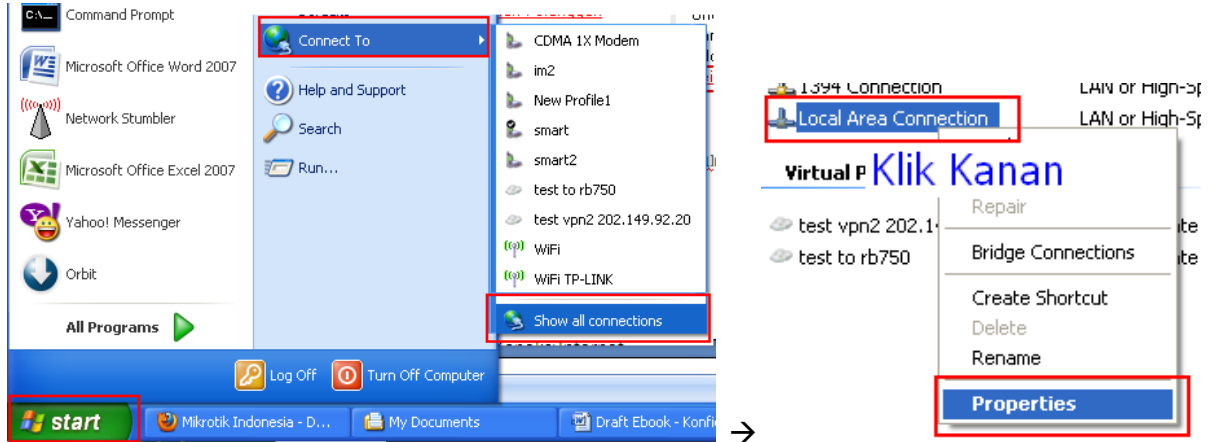 Command Prompt
Microsoft Office Word 2007
Network Stumbler
Microsoft Office Excel 2007
Yahoo! Messenger
Orbit
All Programs
Connect To
Help and Support
Search
Run...
CDMA 1X Modem
im2
New Profile1
smart
smart2
test to rb750
test vpn2 202.149.92.20
WiFi
WiFi TP-LINK
Show all connections
Log Off
Turn Off Computer
start
Mikrotik Indonesia - D...
My Documents
Draft Ebook - Konfi
→
1394 Connection LAN or High-Sp
Local Area Connection LAN or High-Sp
Virtual P
Klik Kanan
test vpn2 202.1
test to rb750
Repair
Bridge Connections
Create Shortcut
Delete
Rename
Properties